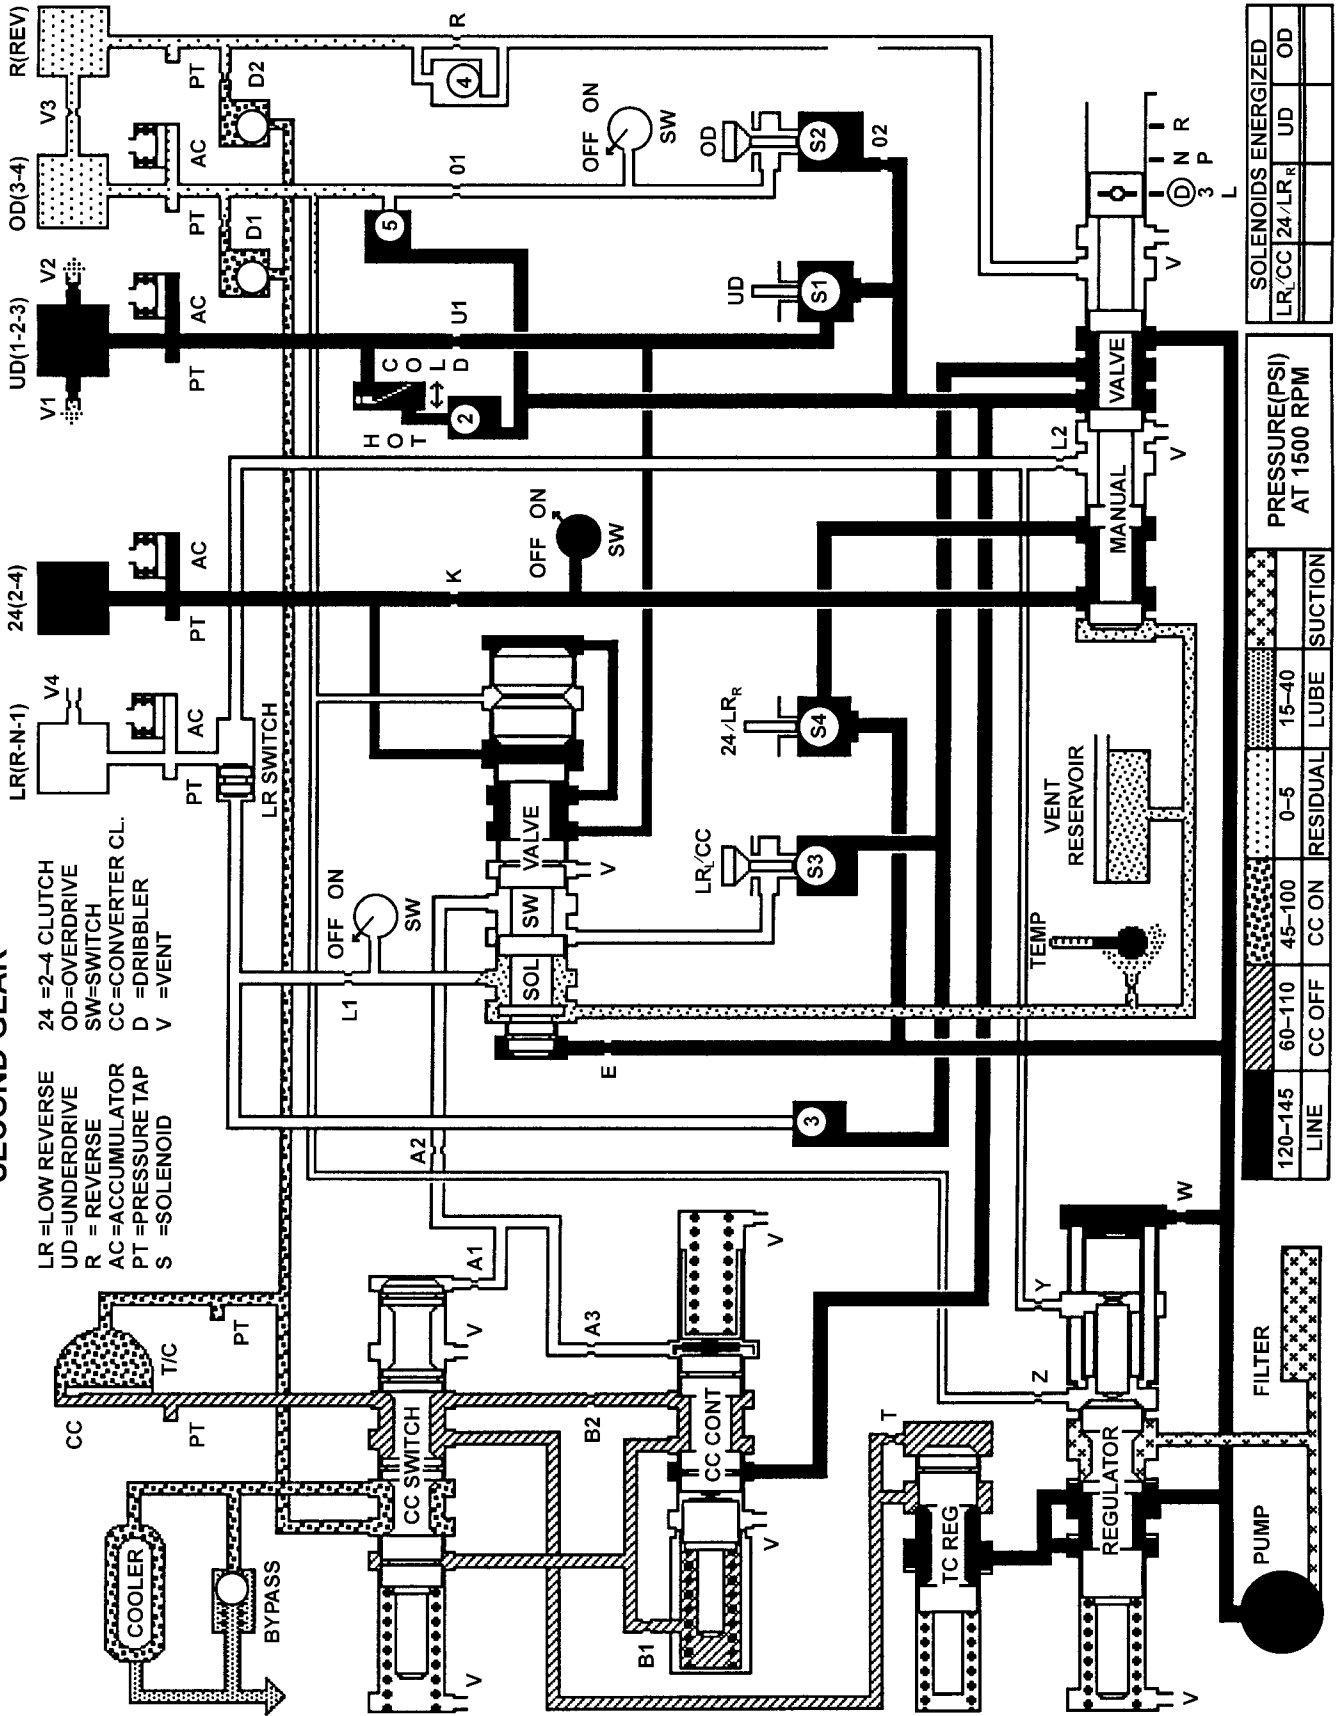 SECOND GEAR
LR =LOW REVERSE
UD=UNDERDRIVE
R = REVERSE
AC=ACCUMULATOR
PT =PRESSURE TAP
S =SOLENOID
24 =2–4 CLUTCH
OD=OVERDRIVE
SW=SWITCH
CC=CONVERTER CL.
D =DRIBBLER
V =VENT
LR(R-N-1)
24(2-4)
UD(1-2-3)
OD(3-4)
R(REV)
V4
V1
V2
V3
PT
AC
PT
AC
PT
AC
PT
AC
PT
D1
D2
LR SWITCH
COOLER
BYPASS
CC
T/C
PT
PT
L1
OFF ON
SW
K
OFF ON
SW
HOT
COLD
2
U1
5
01
4
R
OFF ON
SW
CC SWITCH
V
V
A1
A2
SOL
SW
VALVE
V
E
B1
B2
A3
CC CONT
V
V
LRL/CC
S3
24/LRR
S4
UD
S1
OD
S2
02
3
T
TC REG
Z
Y
W
REGULATOR
V
TEMP
VENT
RESERVOIR
MANUAL
VALVE
L2
V
V
D N R
3 P
L
PUMP
FILTER
120–145
60–110
45–100
0–5
15–40
LINE
CC OFF
CC ON
RESIDUAL
LUBE
SUCTION
PRESSURE(PSI)
AT 1500 RPM
SOLENOIDS ENERGIZED
LRL/CC
24/LRR
UD
OD